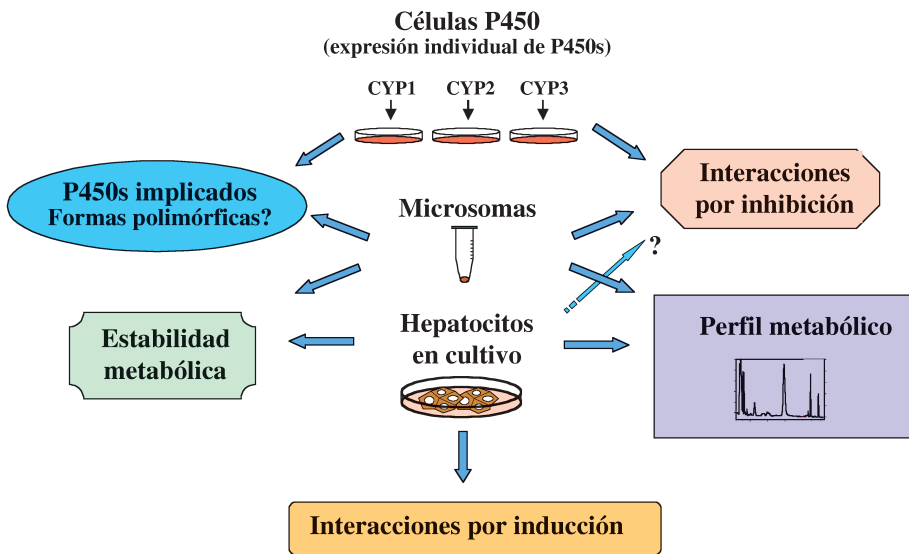 Células P450
(expresión individual de P450s)
CYP1 CYP2 CYP3
P450s implicados
Formas polimórficas?
Interacciones
por inhibición
Microsomas
?
Estabilidad
metabólica
Hepatocitos
en cultivo
Perfil metabólico
Interacciones por inducción